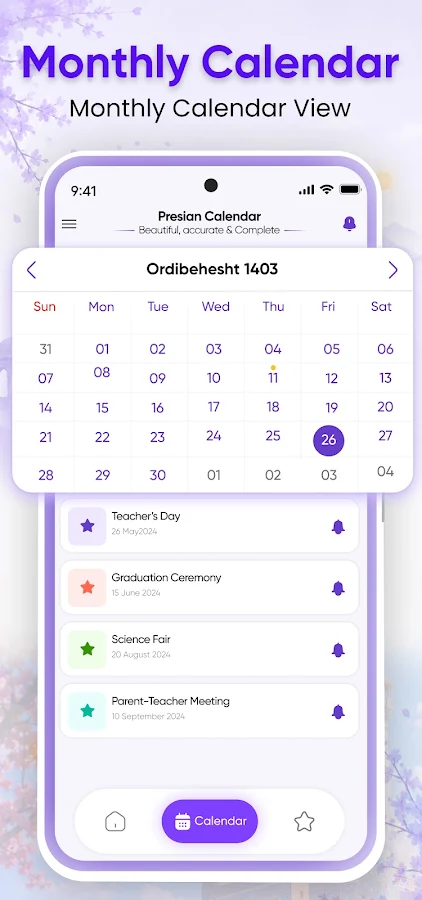 Monthly Calendar
Monthly Calendar View
9:41
Presian Calendar
Beautiful, accurate & Complete
Ordibehesht 1403
Sun Mon Tue Wed Thu Fri Sat
31 01 02 03 04 05 06
07 08 09 10 11 12 13
14 15 16 17 18 19 20
21 22 23 24 25 26 27
28 29 30 01 02 03 04
Teacher's Day
26 May2024
Graduation Ceremony
15 June 2024
Science Fair
20 August 2024
Parent-Teacher Meeting
10 September 2024
Calendar